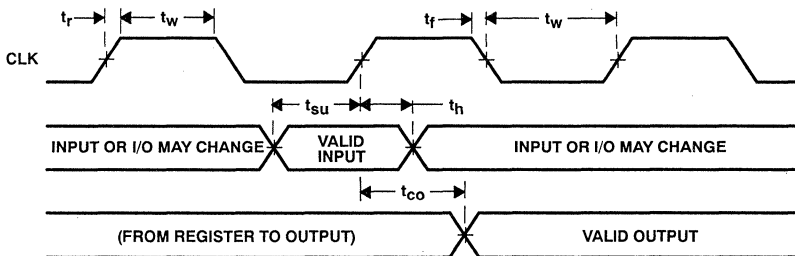 tr tw tf tw
CLK
tsu th
INPUT OR I/O MAY CHANGE VALID INPUT INPUT OR I/O MAY CHANGE
tco
(FROM REGISTER TO OUTPUT) VALID OUTPUT